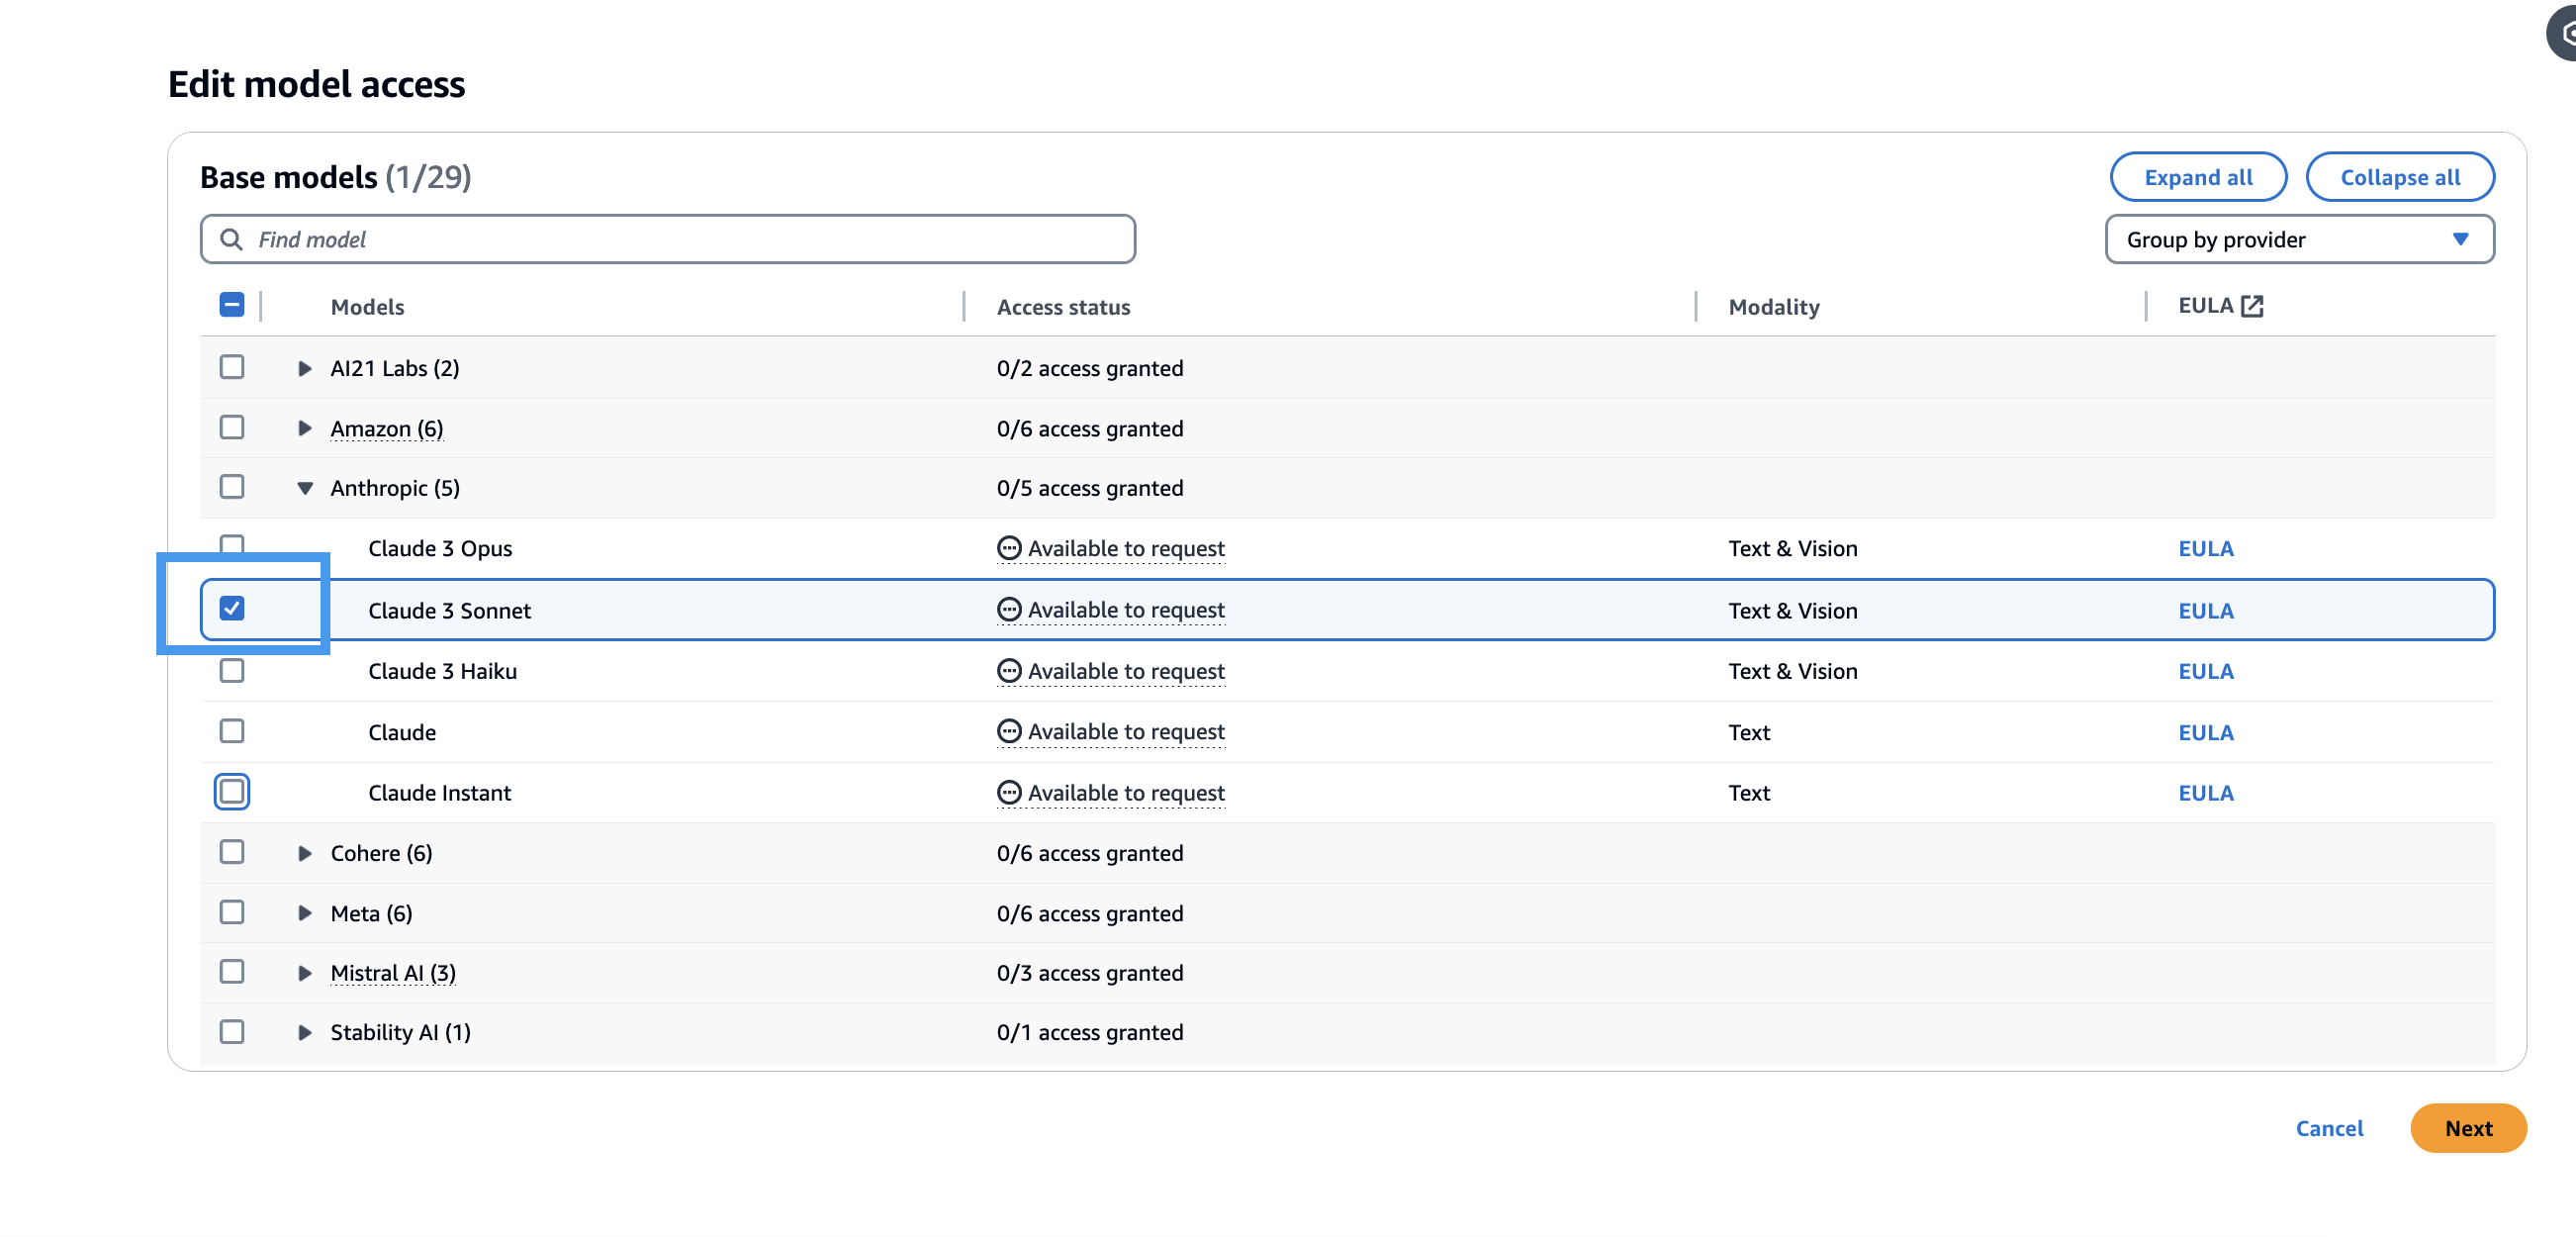 Edit model access
Base models (1/29)
Expand all
Collapse all
Find model
Group by provider
Models Access status Modality EULA
AI21 Labs (2) 0/2 access granted
Amazon (6) 0/6 access granted
Anthropic (5) 0/5 access granted
Claude 3 Opus Available to request Text & Vision EULA
Claude 3 Sonnet Available to request Text & Vision EULA
Claude 3 Haiku Available to request Text & Vision EULA
Claude Available to request Text EULA
Claude Instant Available to request Text EULA
Cohere (6) 0/6 access granted
Meta (6) 0/6 access granted
Mistral AI (3) 0/3 access granted
Stability AI (1) 0/1 access granted
Cancel
Next